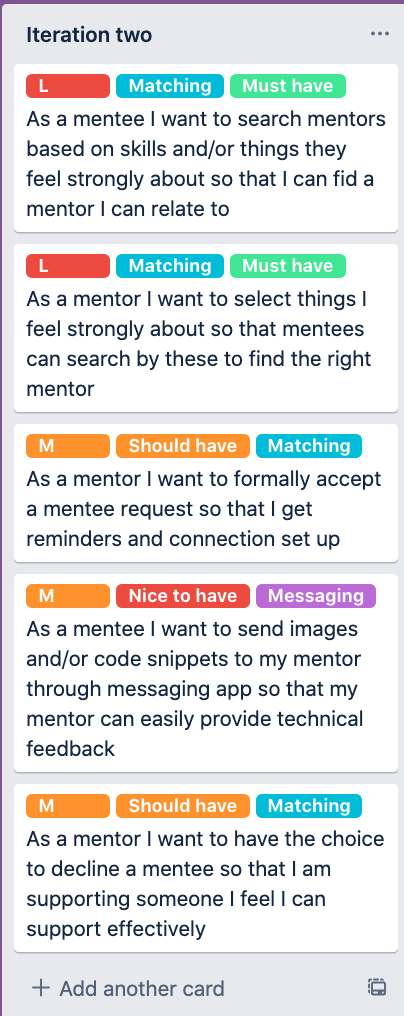 Iteration two
L Matching Must have
As a mentee I want to search mentors
based on skills and/or things they
feel strongly about so that I can fid a
mentor I can relate to
L Matching Must have
As a mentor I want to select things I
feel strongly about so that mentees
can search by these to find the right
mentor
M Should have Matching
As a mentor I want to formally accept
a mentee request so that I get
reminders and connection set up
M Nice to have Messaging
As a mentee I want to send images
and/or code snippets to my mentor
through messaging app so that my
mentor can easily provide technical
feedback
M Should have Matching
As a mentor I want to have the choice
to decline a mentee so that I am
supporting someone I feel I can
support effectively
+ Add another card